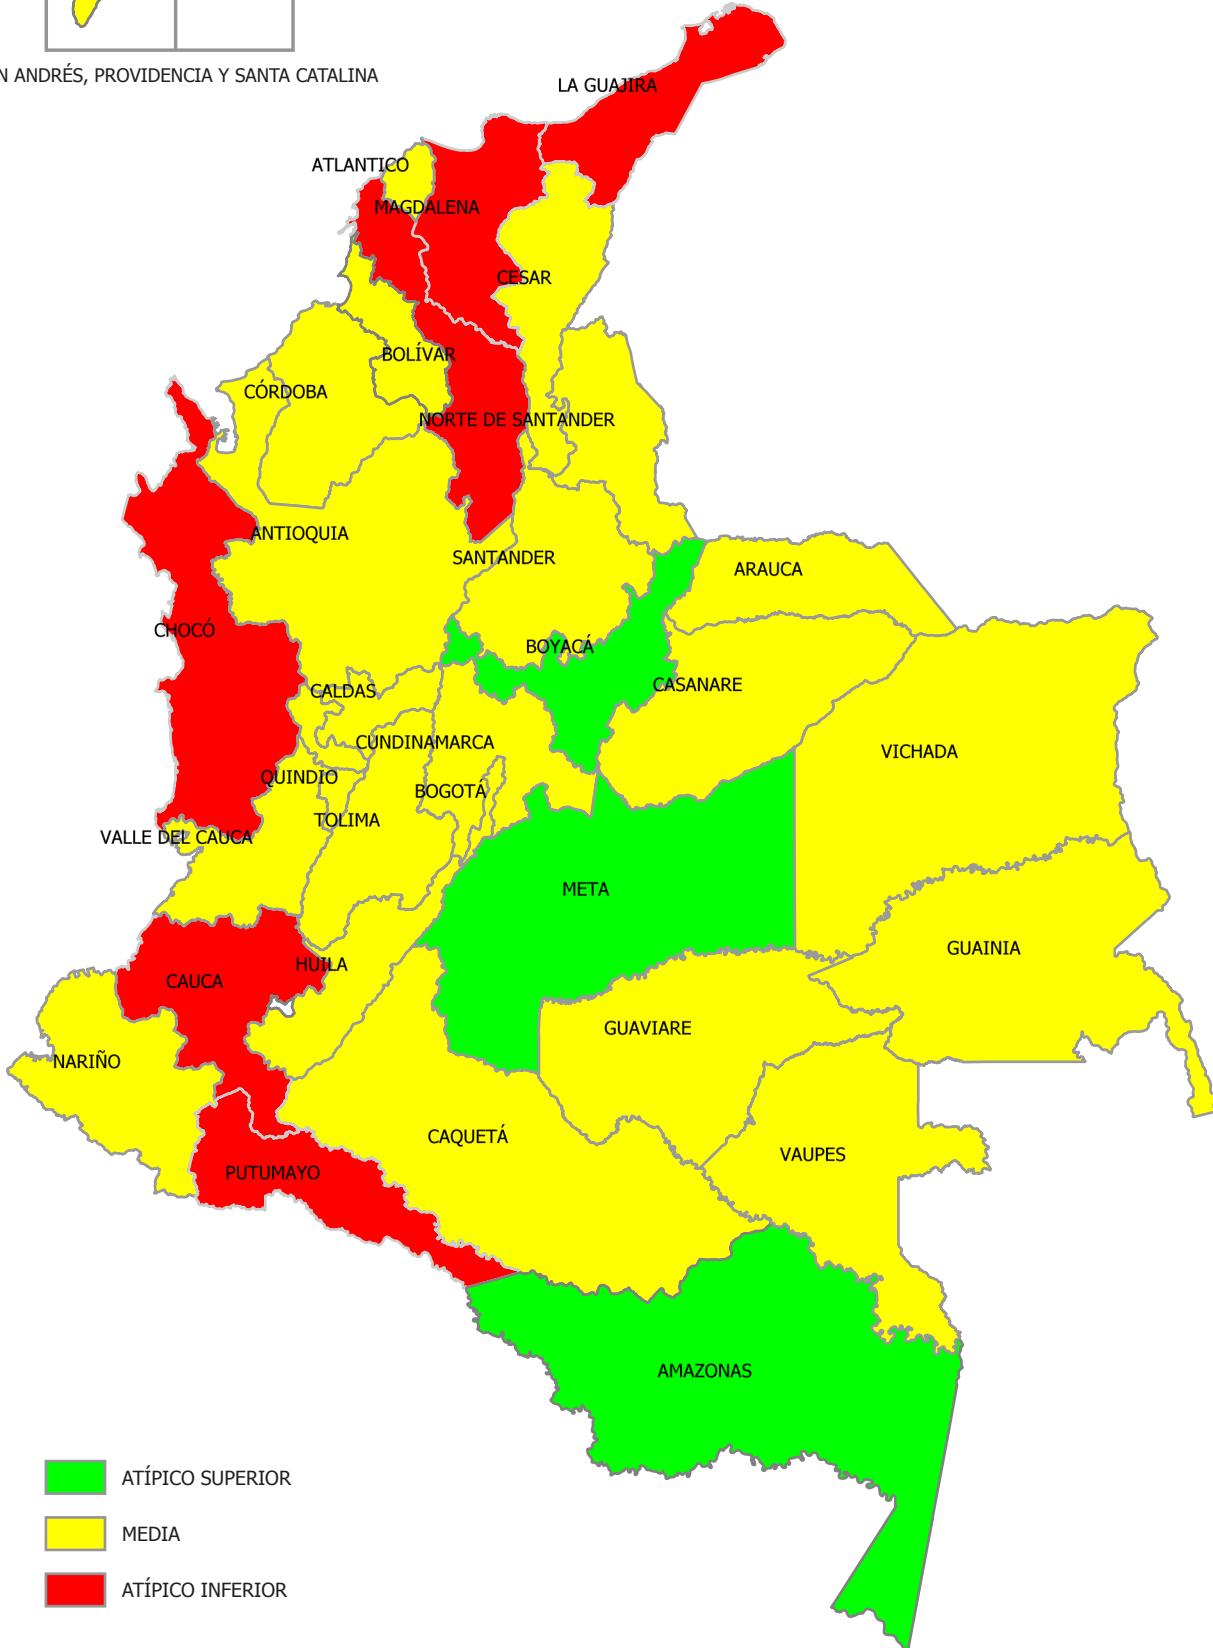 N ANDRÉS, PROVIDENCIA Y SANTA CATALINA
LA GUAJIRA
ATLANTICO
MAGDALENA
CESAR
BOLÍVAR
CÓRDOBA
NORTE DE SANTANDER
ANTIOQUIA
SANTANDER
ARAUCA
CHOCÓ
BOYACÁ
CASANARE
CALDAS
CUNDINAMARCA
VICHADA
QUINDIO
BOGOTÁ
TOLIMA
VALLE DEL CAUCA
META
GUAINIA
HUILA
CAUCA
GUAVIARE
NARIÑO
CAQUETÁ
VAUPES
PUTUMAYO
AMAZONAS
ATÍPICO SUPERIOR
MEDIA
ATÍPICO INFERIOR